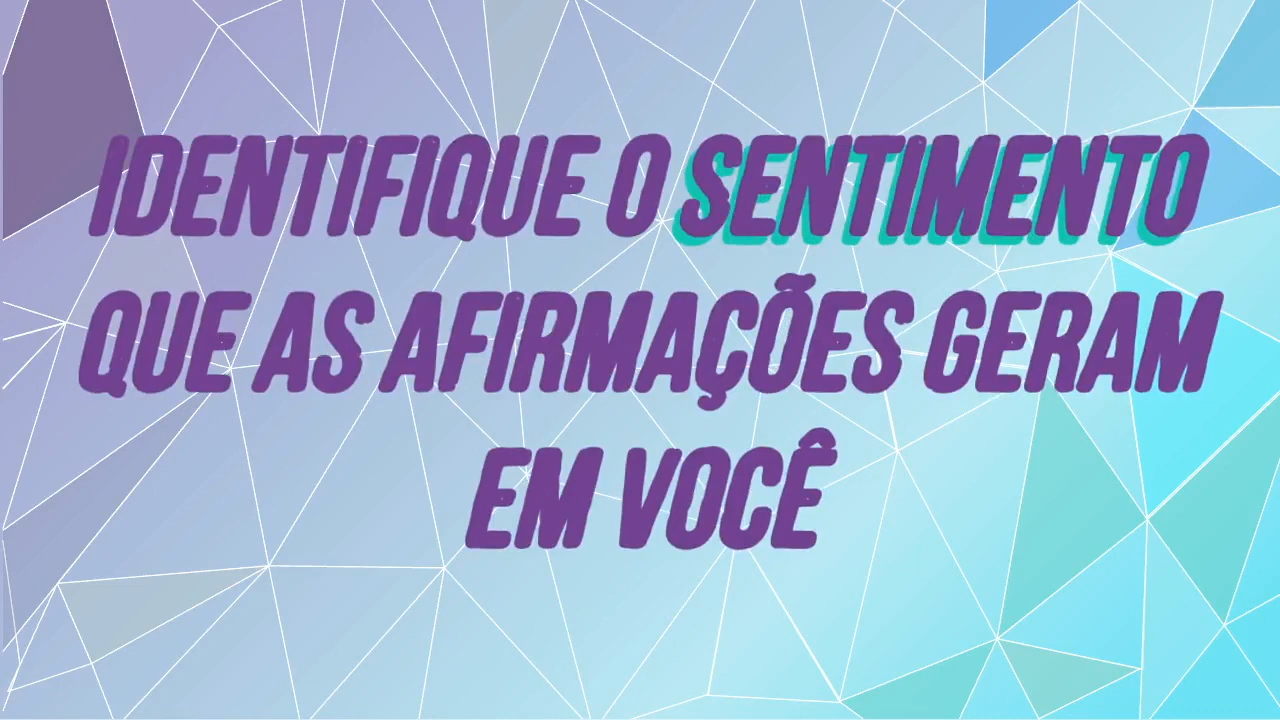 IDENTIFIQUE O SENTIMENTO
QUE AS AFIRMAÇÕES GERAM
EM VOCÊ